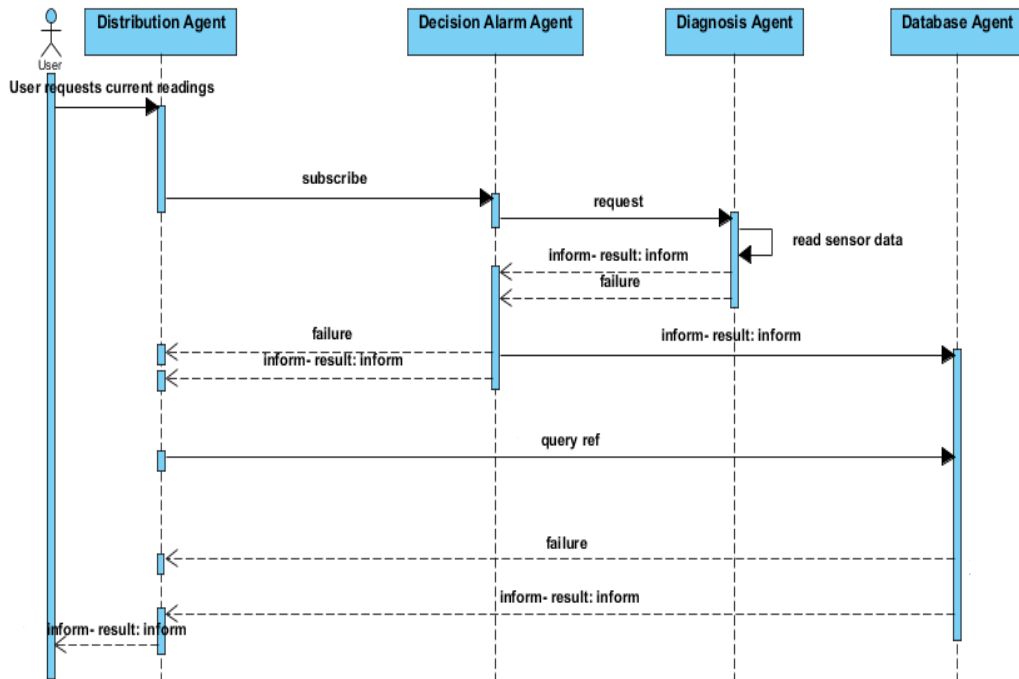 Distribution Agent
Decision Alarm Agent
Diagnosis Agent
Database Agent
User
User requests current readings
subscribe
request
read sensor data
inform- result: inform
failure
failure
inform- result: inform
inform- result: inform
query ref
failure
inform- result: inform
inform- result: inform